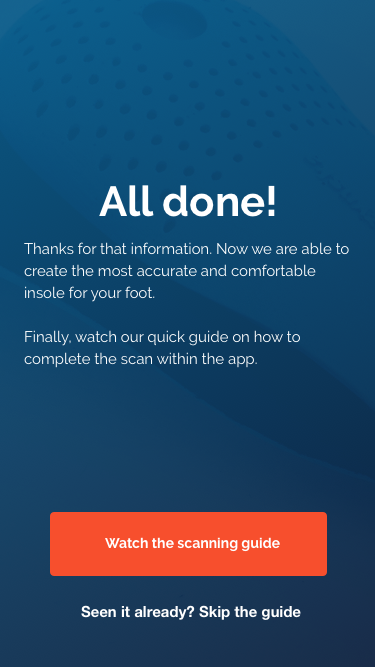 All done!
Thanks for that information. Now we are able to
create the most accurate and comfortable
insole for your foot.
Finally, watch our quick guide on how to
complete the scan within the app.
Watch the scanning guide
Seen it already? Skip the guide